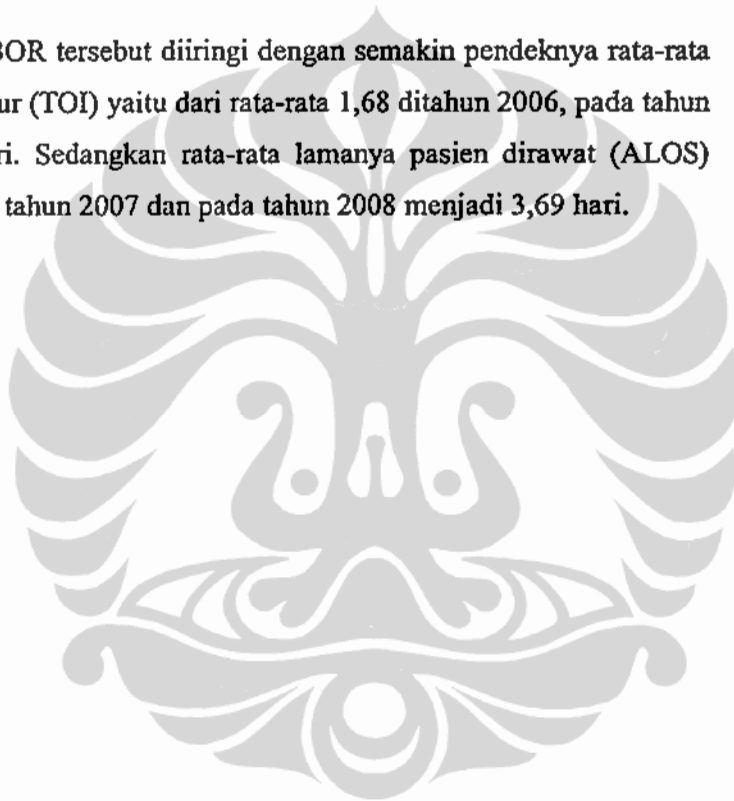 BOR tersebut diiringi dengan semakin pendeknya rata-rata
ur (TOI) yaitu dari rata-rata 1,68 ditahun 2006, pada tahun
ri. Sedangkan rata-rata lamanya pasien dirawat (ALOS)
tahun 2007 dan pada tahun 2008 menjadi 3,69 hari.